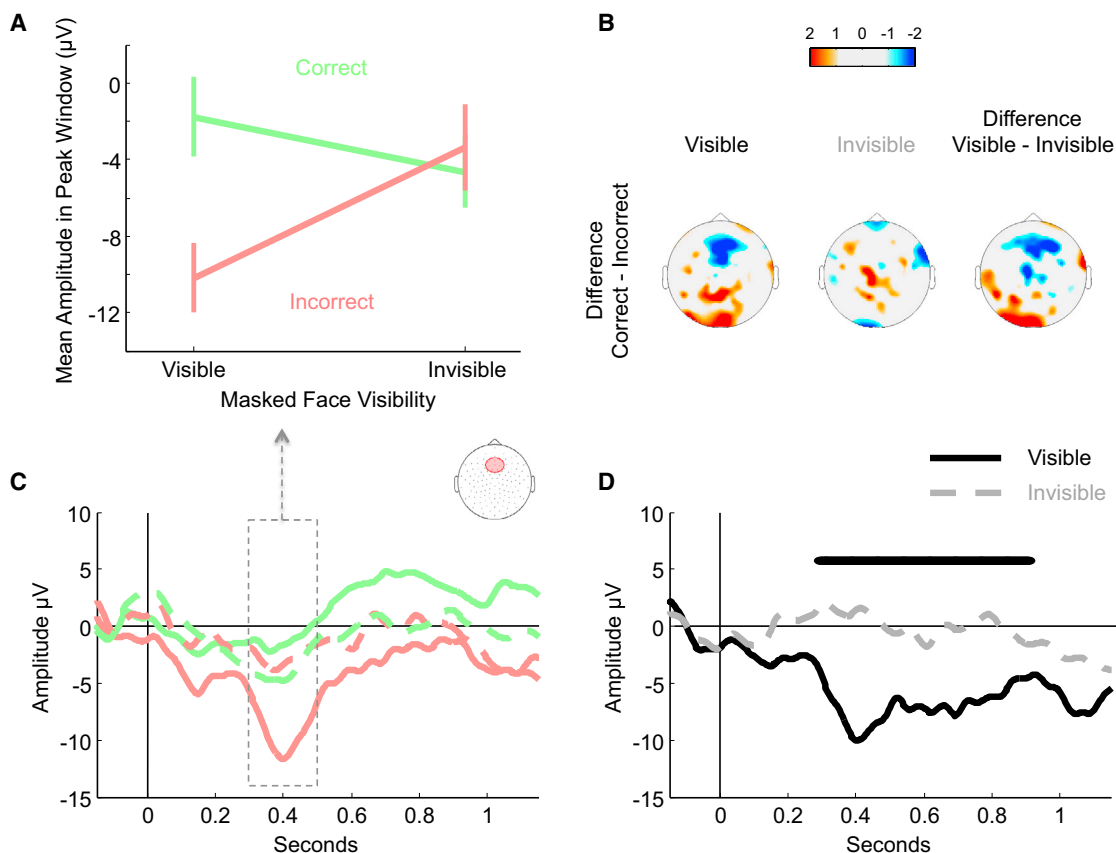 A
Mean Amplitude in Peak Window (µV)
0
-4
-8
-12
Correct
Incorrect
Visible
Invisible
Masked Face Visibility
B
2 1 0 -1 -2
Visible
Invisible
Difference
Visible - Invisible
Difference
Correct - Incorrect
C
Amplitude µV
10
5
0
-5
-10
-15
0 0.2 0.4 0.6 0.8 1
Seconds
D
Visible
Invisible
Amplitude µV
10
5
0
-5
-10
-15
0 0.2 0.4 0.6 0.8 1
Seconds